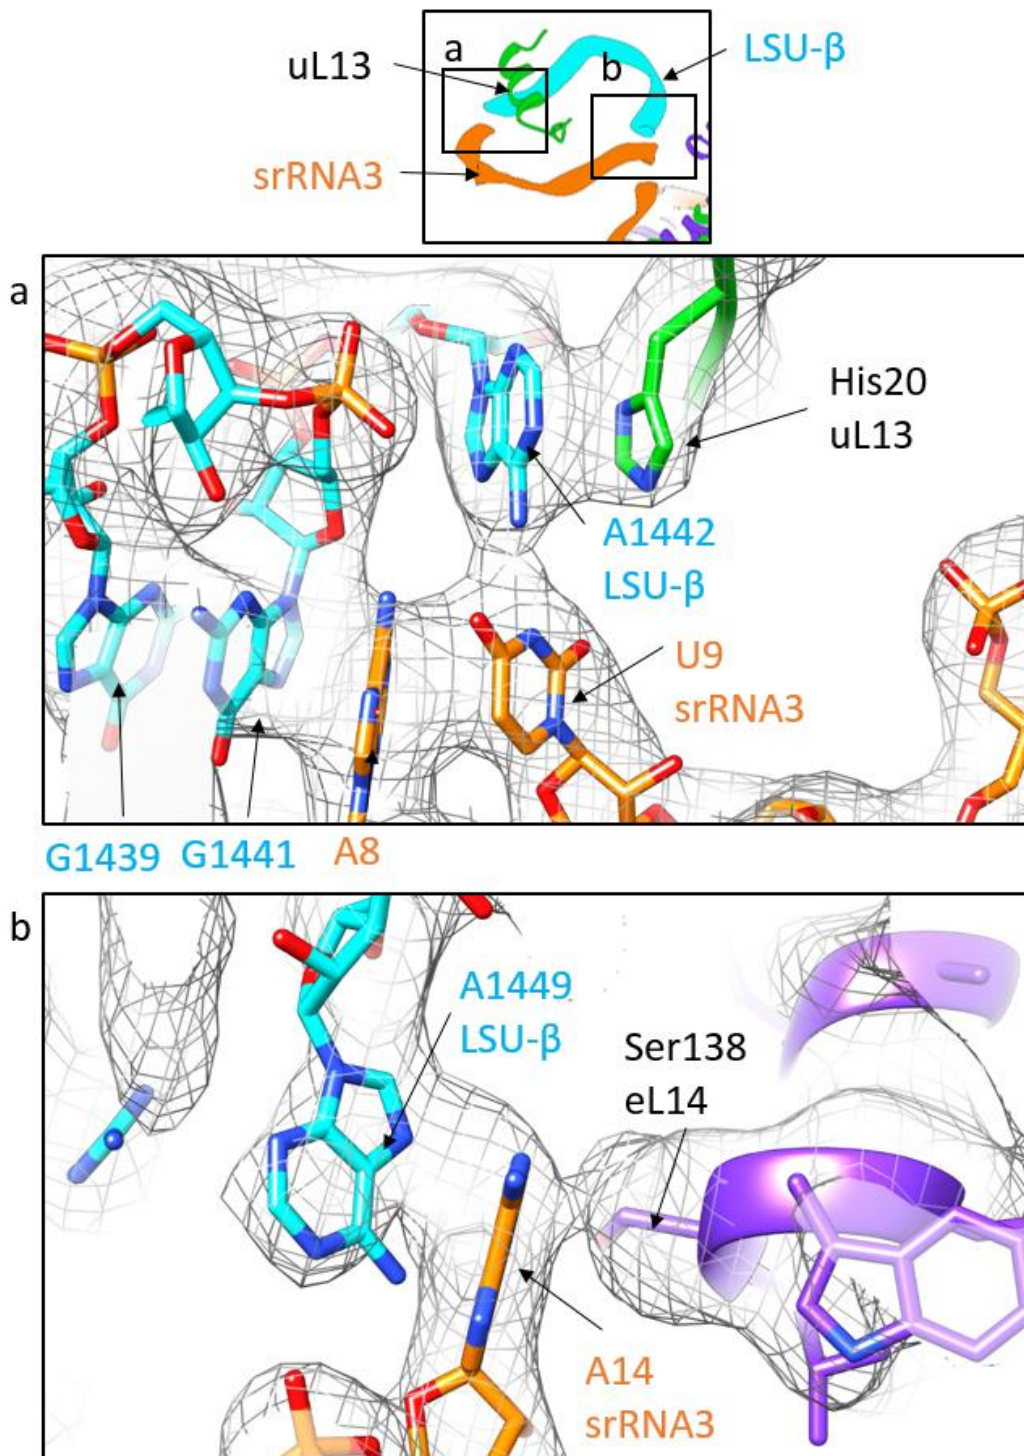 a
uL13
b
LSU-β
srRNA3
a
His20
uL13
A1442
LSU-β
U9
srRNA3
G1439 G1441 A8
b
A1449
LSU-β
Ser138
eL14
A14
srRNA3